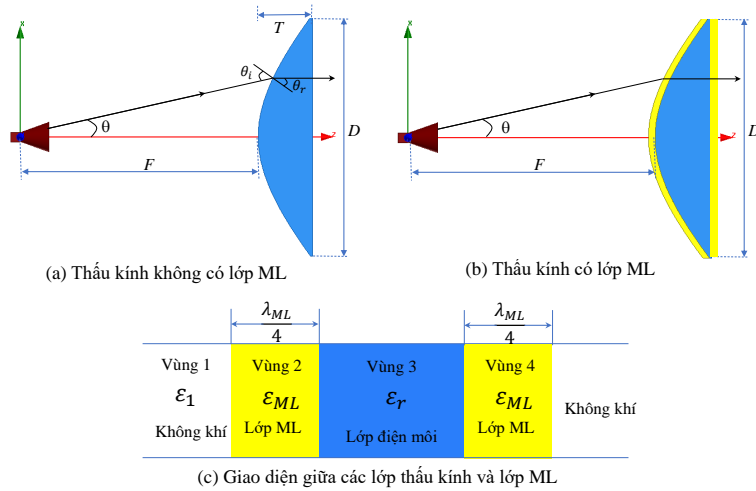 x
T
θi
θr
θ
z
D
F
(a) Thấu kính không có lớp ML
x
θ
z
D
F
(b) Thấu kính có lớp ML
λML
4
λML
4
Vùng 1
Vùng 2
Vùng 3
Vùng 4
ε1
εML
εr
εML
Không khí
Không khí
Lớp ML
Lớp điện môi
Lớp ML
(c) Giao diện giữa các lớp thấu kính và lớp ML